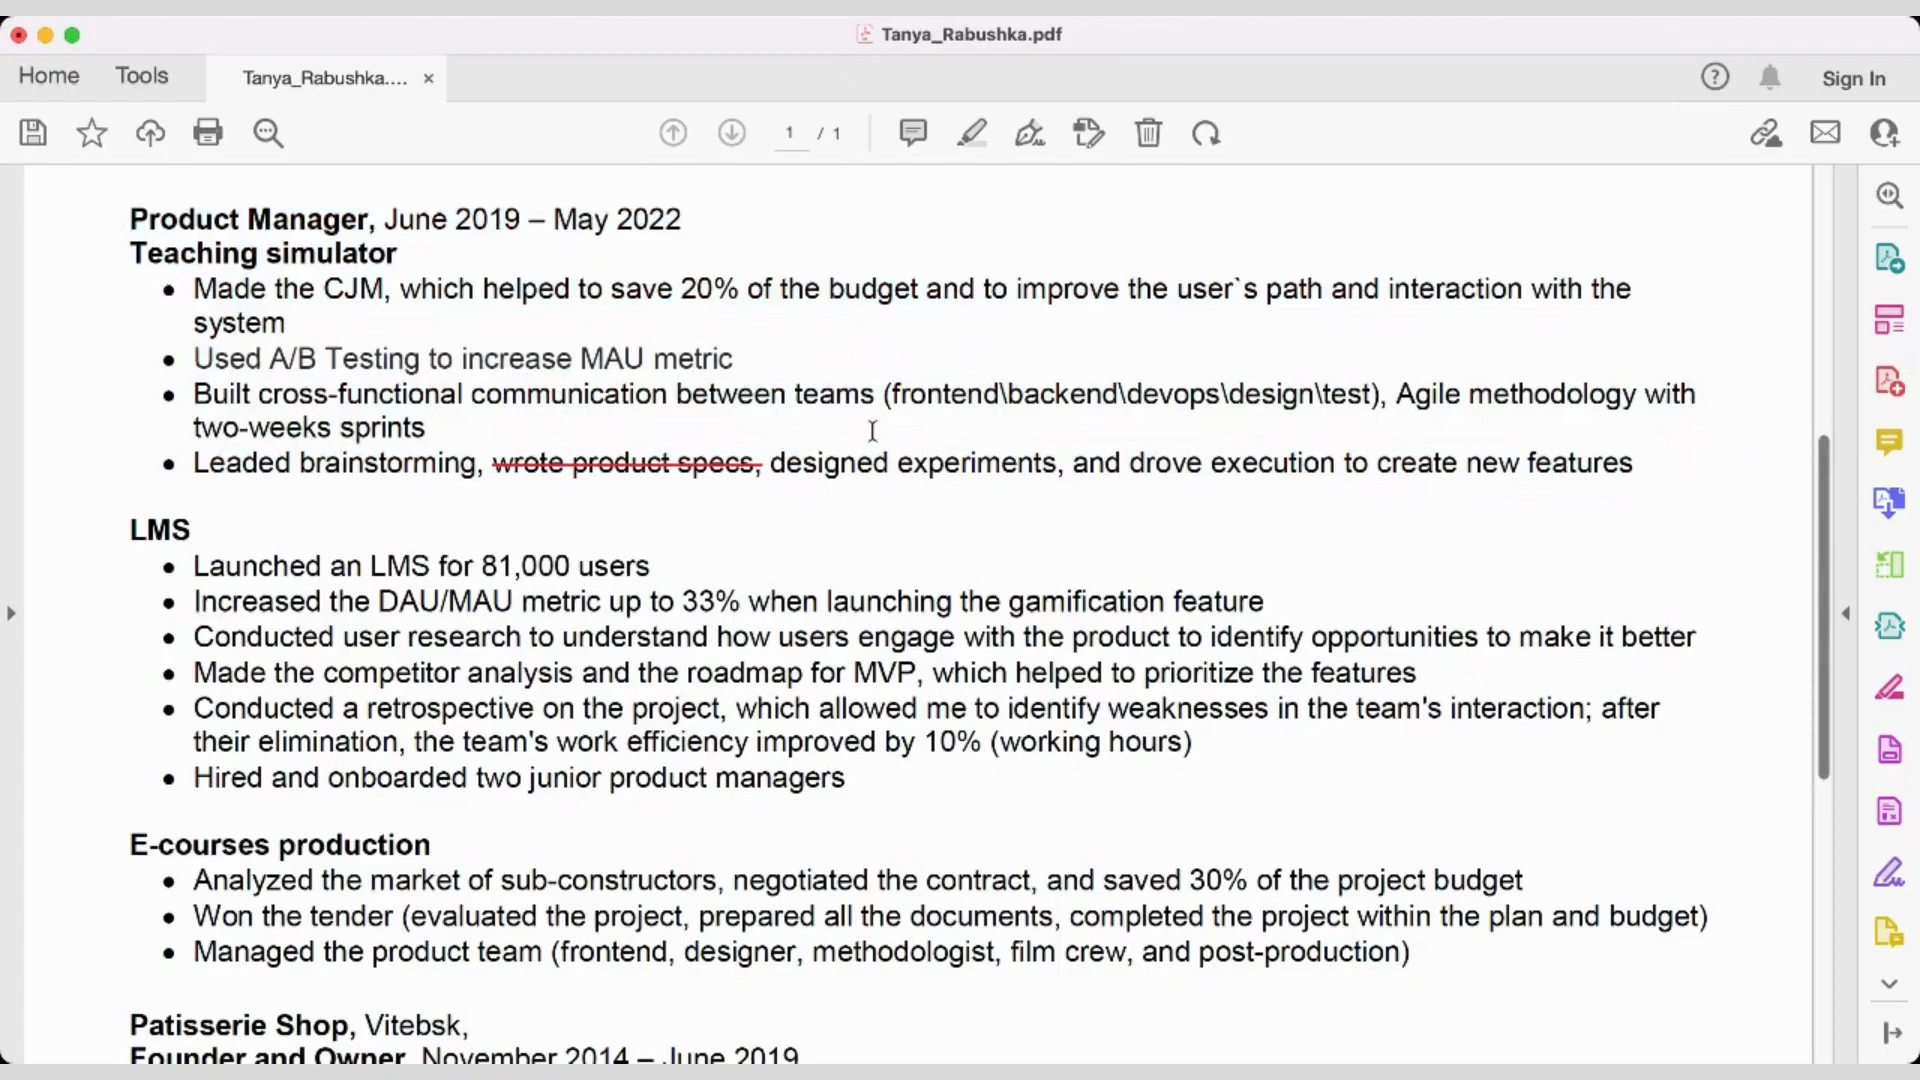 Tanya_Rabushka.pdf
Home Tools Tanya_Rabushka.... × Sign In
1 / 1
Product Manager, June 2019 – May 2022
Teaching simulator
• Made the CJM, which helped to save 20% of the budget and to improve the user`s path and interaction with the
system
• Used A/B Testing to increase MAU metric
• Built cross-functional communication between teams (frontend\backend\devops\design\test), Agile methodology with
two-weeks sprints
• Leaded brainstorming, wrote product specs, designed experiments, and drove execution to create new features
LMS
• Launched an LMS for 81,000 users
• Increased the DAU/MAU metric up to 33% when launching the gamification feature
• Conducted user research to understand how users engage with the product to identify opportunities to make it better
• Made the competitor analysis and the roadmap for MVP, which helped to prioritize the features
• Conducted a retrospective on the project, which allowed me to identify weaknesses in the team's interaction; after
their elimination, the team's work efficiency improved by 10% (working hours)
• Hired and onboarded two junior product managers
E-courses production
• Analyzed the market of sub-constructors, negotiated the contract, and saved 30% of the project budget
• Won the tender (evaluated the project, prepared all the documents, completed the project within the plan and budget)
• Managed the product team (frontend, designer, methodologist, film crew, and post-production)
Patisserie Shop, Vitebsk,
Founder and Owner, November 2014 – June 2019